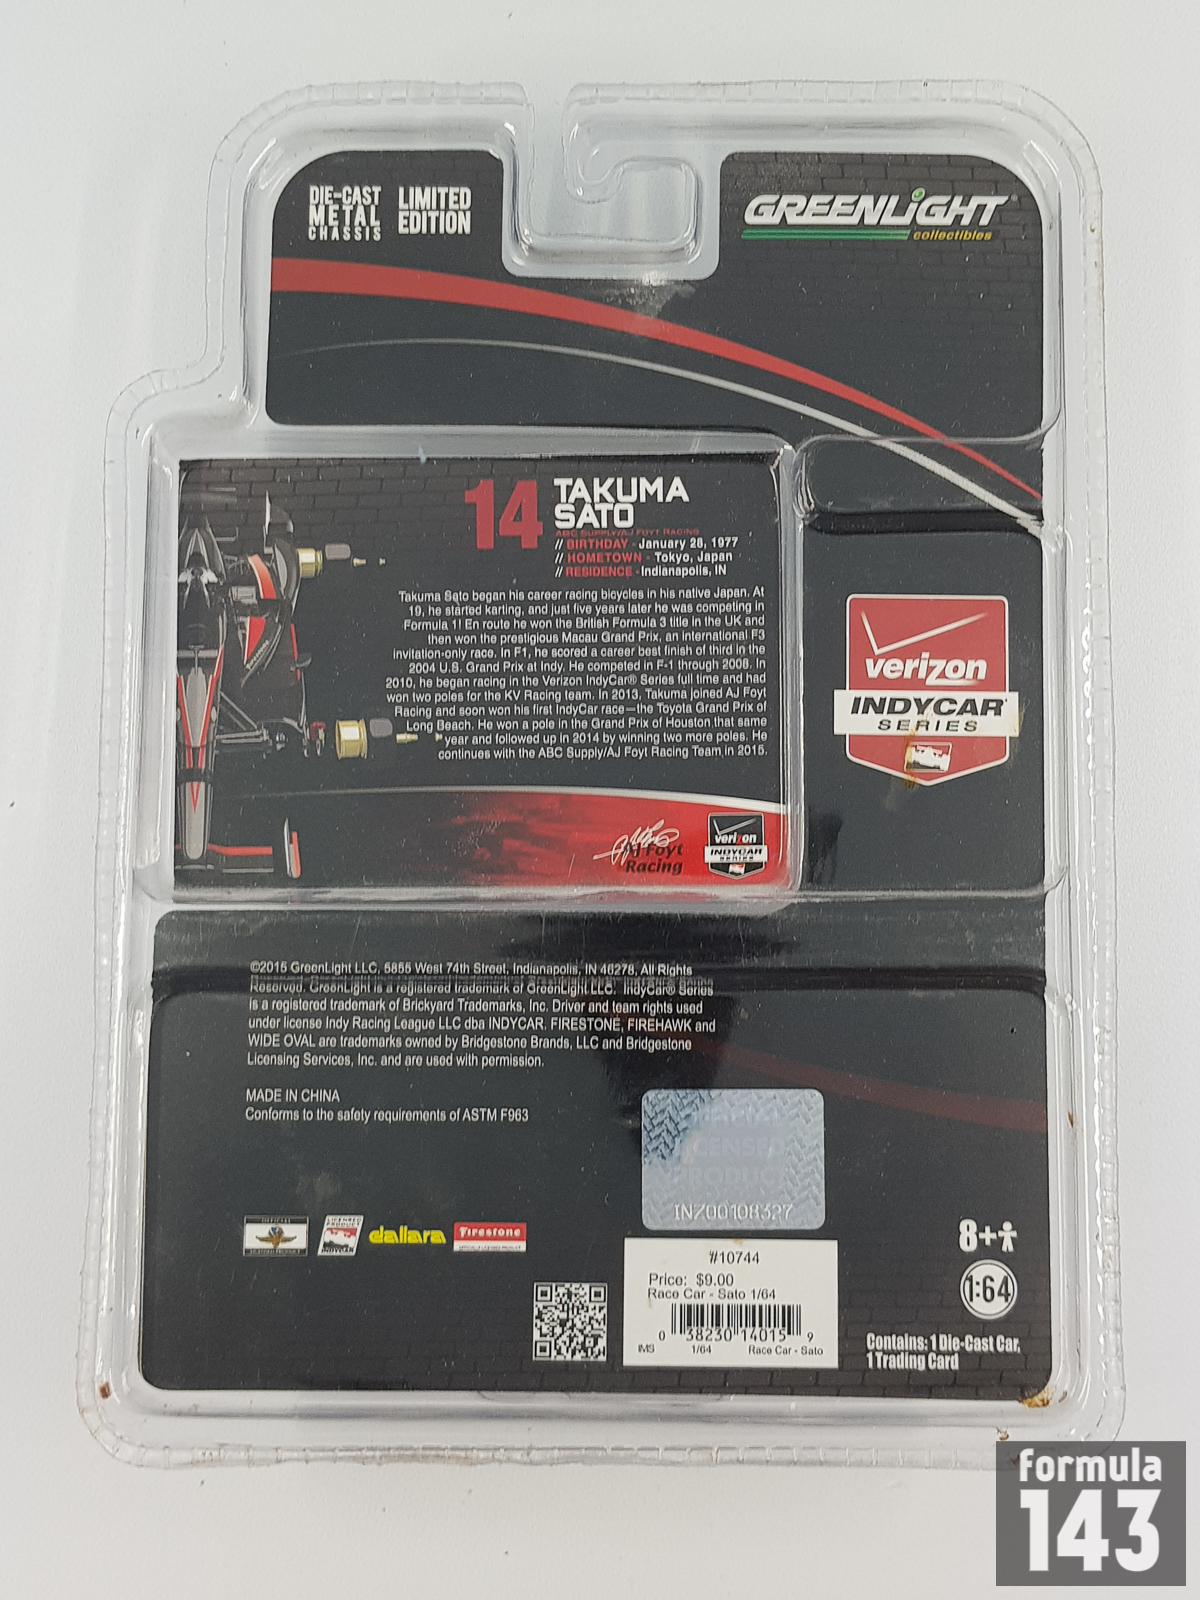 DIE-CAST
METAL
CHASSIS
LIMITED
EDITION
GREENLiGHT
collectibles
14
TAKUMA
SATO
ABC SUPPLY/AJ FOYT RACING
// BIRTHDAY - January 28, 1977
// HOMETOWN - Tokyo, Japan
// RESIDENCE - Indianapolis, IN
Takuma Sato began his career racing bicycles in his native Japan. At
19, he started karting, and just five years later he was competing in
Formula 1! En route he won the British Formula 3 title in the UK and
then won the prestigious Macau Grand Prix, an international F3
invitation-only race. In F1, he scored a career best finish of third in the
2004 U.S. Grand Prix at Indy. He competed in F-1 through 2008. In
2010, he began racing in the Verizon IndyCar® Series full time and had
won two poles for the KV Racing team. In 2013, Takuma joined AJ Foyt
Racing and soon won his first IndyCar race—the Toyota Grand Prix of
Long Beach. He won a pole in the Grand Prix of Houston that same
year and followed up in 2014 by winning two more poles. He
continues with the ABC Supply/AJ Foyt Racing Team in 2015.
AJ Foyt
Racing
verizon
INDYCAR
SERIES
verizon
INDYCAR
SERIES
©2015 GreenLight LLC, 5855 West 74th Street, Indianapolis, IN 46278, All Rights
Reserved. GreenLight is a registered trademark of GreenLight LLC. IndyCar® Series
is a registered trademark of Brickyard Trademarks, Inc. Driver and team rights used
under license Indy Racing League LLC dba INDYCAR. FIRESTONE, FIREHAWK and
WIDE OVAL are trademarks owned by Bridgestone Brands, LLC and Bridgestone
Licensing Services, Inc. and are used with permission.
MADE IN CHINA
Conforms to the safety requirements of ASTM F963
LICENSED
PRODUCT
INZ00108327
LICENSED
PRODUCT
INDYCAR
dallara
Firestone
#10744
Price: $9.00
Race Car - Sato 1/64
0 38230 14015 9
IMS 1/64 Race Car - Sato
8+
1:64
Contains: 1 Die-Cast Car,
1 Trading Card
formula
143